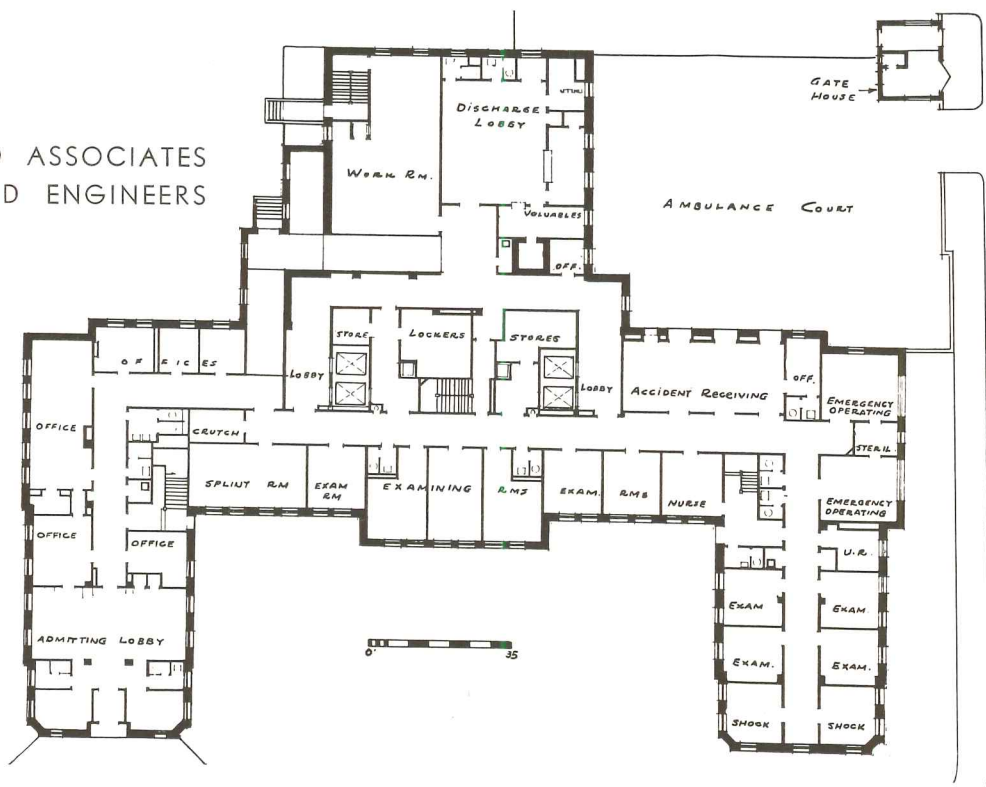 ASSOCIATES
D ENGINEERS
GATE
HOUSE
UTIL.
DISCHARGE
LOBBY
WORK RM.
AMBULANCE COURT
VALUABLES
OFF.
STORE
LOCKERS
STORES
LOBBY
LOBBY
OFFICES
ACCIDENT RECEIVING
OFF.
EMERGENCY
OPERATING
STERIL.
OFFICE
CRUTCH
SPLINT RM
EXAM
RM
EXAMINING RMS
EXAM. RMS
NURSE
EMERGENCY
OPERATING
OFFICE
OFFICE
U.R.
EXAM
EXAM
ADMITTING LOBBY
EXAM.
EXAM.
SHOCK
SHOCK
0' 35